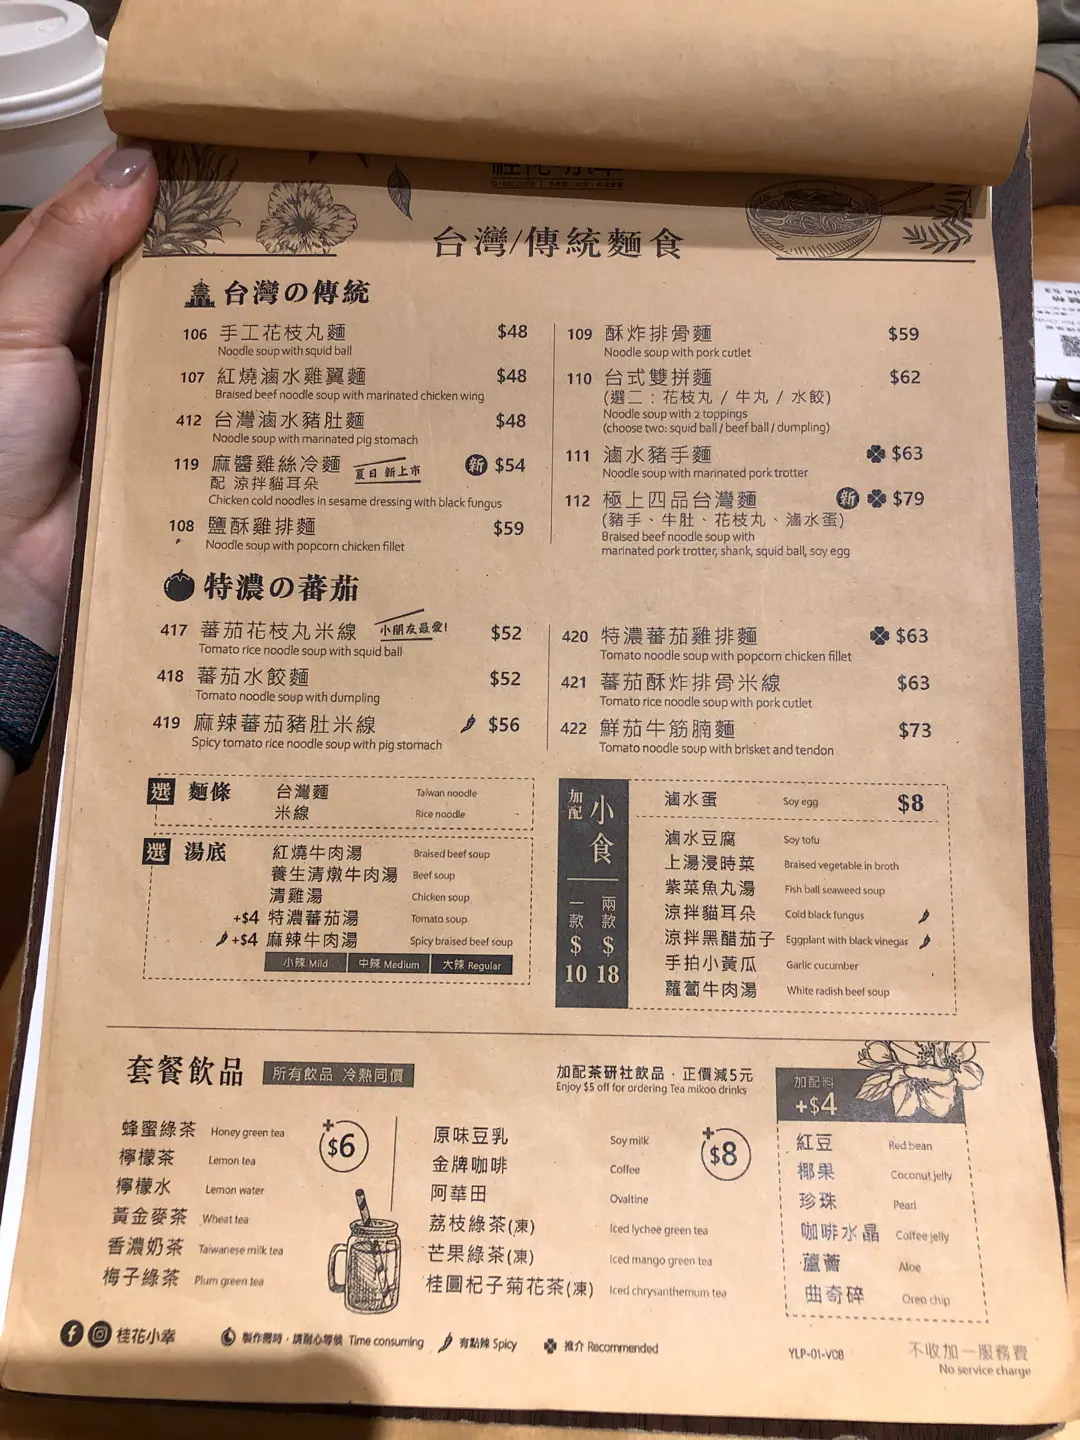 台灣/傳統麵食
台灣の傳統
106 手工花枝丸麵 $48
Noodle soup with squid ball
107 紅燒滷水雞翼麵 $48
Braised beef noodle soup with marinated chicken wing
412 台灣滷水豬肚麵 $48
Noodle soup with marinated pig stomach
119 麻醬雞絲冷麵 夏日 新上市 新 $54
配 涼拌貓耳朵
Chicken cold noodles in sesame dressing with black fungus
108 鹽酥雞排麵 $59
Noodle soup with popcorn chicken fillet
109 酥炸排骨麵 $59
Noodle soup with pork cutlet
110 台式雙拼麵 $62
(選二：花枝丸 / 牛丸 / 水餃)
Noodle soup with 2 toppings
(choose two: squid ball / beef ball / dumpling)
111 滷水豬手麵 $63
Noodle soup with marinated pork trotter
112 極上四品台灣麵 新 $79
(豬手、牛肚、花枝丸、滷水蛋)
Braised beef noodle soup with
marinated pork trotter, shank, squid ball, soy egg
特濃の蕃茄
417 蕃茄花枝丸米線 小朋友最愛! $52
Tomato rice noodle soup with squid ball
418 蕃茄水餃麵 $52
Tomato noodle soup with dumpling
419 麻辣蕃茄豬肚米線 $56
Spicy tomato rice noodle soup with pig stomach
420 特濃蕃茄雞排麵 $63
Tomato noodle soup with popcorn chicken fillet
421 蕃茄酥炸排骨米線 $63
Tomato rice noodle soup with pork cutlet
422 鮮茄牛筋腩麵 $73
Tomato noodle soup with brisket and tendon
選 麵條
台灣麵 Taiwan noodle
米線 Rice noodle
選 湯底
紅燒牛肉湯 Braised beef soup
養生清燉牛肉湯 Beef soup
清雞湯 Chicken soup
+$4 特濃蕃茄湯 Tomato soup
+$4 麻辣牛肉湯 Spicy braised beef soup
小辣 Mild 中辣 Medium 大辣 Regular
加配 小食
一款 $10 兩款 $18
滷水蛋 Soy egg $8
滷水豆腐 Soy tofu
上湯浸時菜 Braised vegetable in broth
紫菜魚丸湯 Fish ball seaweed soup
涼拌貓耳朵 Cold black fungus
涼拌黑醋茄子 Eggplant with black vinegar
手拍小黃瓜 Garlic cucumber
蘿蔔牛肉湯 White radish beef soup
套餐飲品 所有飲品 冷熱同價
加配茶研社飲品．正價減5元
Enjoy $5 off for ordering Tea mikoo drinks
+$6
蜂蜜綠茶 Honey green tea
檸檬茶 Lemon tea
檸檬水 Lemon water
黃金麥茶 Wheat tea
香濃奶茶 Taiwanese milk tea
梅子綠茶 Plum green tea
+$8
原味豆乳 Soy milk
金牌咖啡 Coffee
阿華田 Ovaltine
荔枝綠茶(凍) Iced lychee green tea
芒果綠茶(凍) Iced mango green tea
桂圓杞子菊花茶(凍) Iced chrysanthemum tea
加配料
+$4
紅豆 Red bean
椰果 Coconut jelly
珍珠 Pearl
咖啡水晶 Coffee jelly
蘆薈 Aloe
曲奇碎 Oreo chip
桂花小幸
製作需時，請耐心等候 Time consuming
有點辣 Spicy
推介 Recommended
YLP-01-VC8
不收加一服務費
No service charge